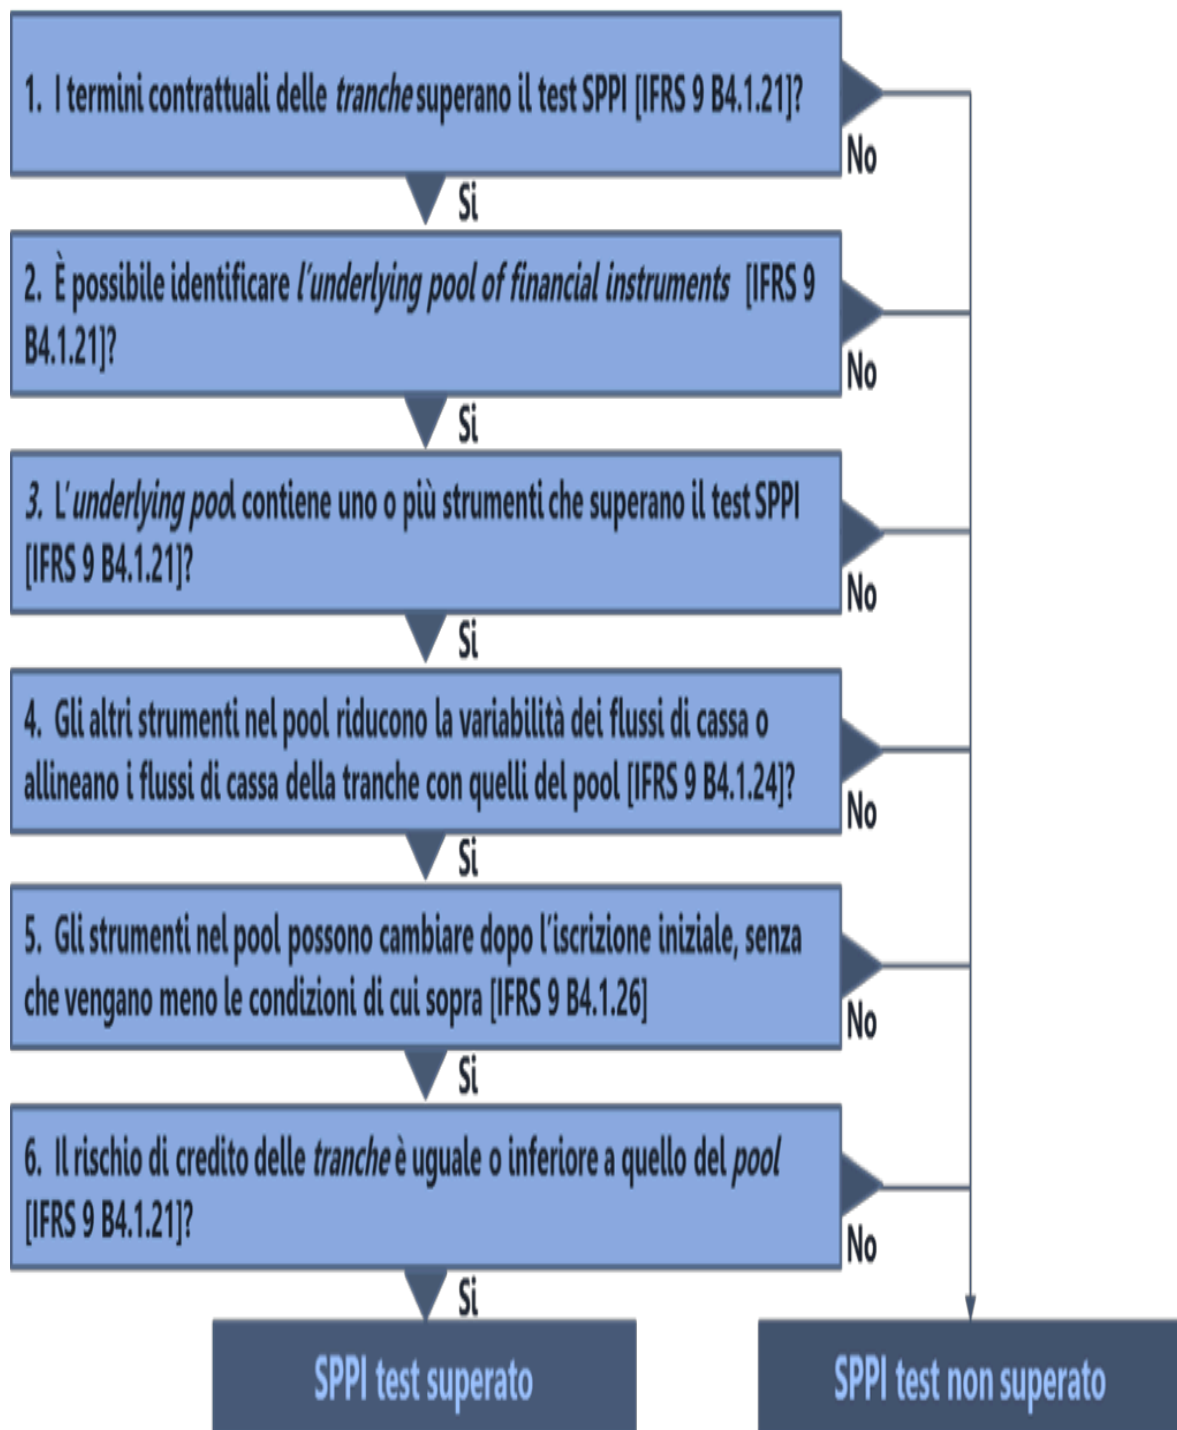 1. I termini contrattuali delle tranche superano il test SPPI [IFRS 9 B4.1.21]?
No
Si
2. È possibile identificare l'underlying pool of financial instruments [IFRS 9
B4.1.21]?
No
Si
3. L'underlying pool contiene uno o più strumenti che superano il test SPPI
[IFRS 9 B4.1.21]?
No
Si
4. Gli altri strumenti nel pool riducono la variabilità dei flussi di cassa o
allineano i flussi di cassa della tranche con quelli del pool [IFRS 9 B4.1.24]?
No
Si
5. Gli strumenti nel pool possono cambiare dopo l'iscrizione iniziale, senza
che vengano meno le condizioni di cui sopra [IFRS 9 B4.1.26]
No
Si
6. Il rischio di credito delle tranche è uguale o inferiore a quello del pool
[IFRS 9 B4.1.21]?
No
Si
SPPI test superato
SPPI test non superato